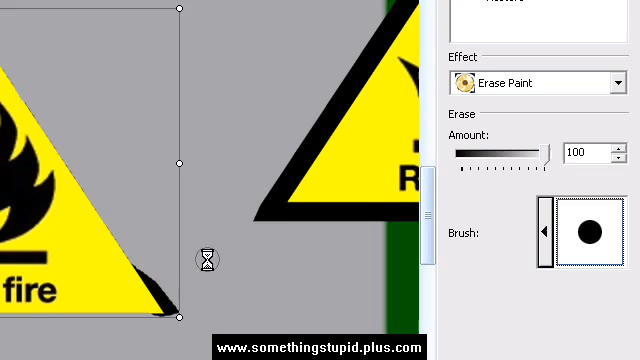 Effect
Erase Paint
Erase
Amount:
100
Brush:
fire
R
www.somethingstupid.plus.com